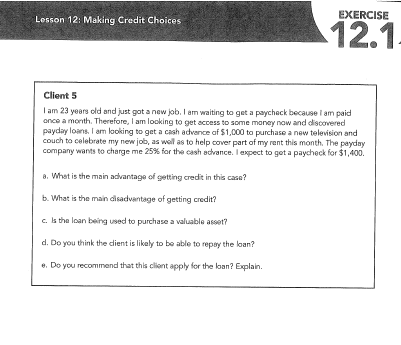 Lesson 12: Making Credit Choices
EXERCISE
12.1
Client 5
I am 23 years old and just got a new job. I am waiting to get a paycheck because I am paid
once a month. Therefore, I am looking to get access to some money now and discovered
payday loans. I am looking to get a cash advance of $1,000 to purchase a new television and
couch to celebrate my new job, as well as to help cover part of my rent this month. The payday
company wants to charge me 25% for the cash advance. I expect to get a paycheck for $1,400.
a. What is the main advantage of getting credit in this case?
b. What is the main disadvantage of getting credit?
c. Is the loan being used to purchase a valuable asset?
d. Do you think the client is likely to be able to repay the loan?
e. Do you recommend that this client apply for the loan? Explain.